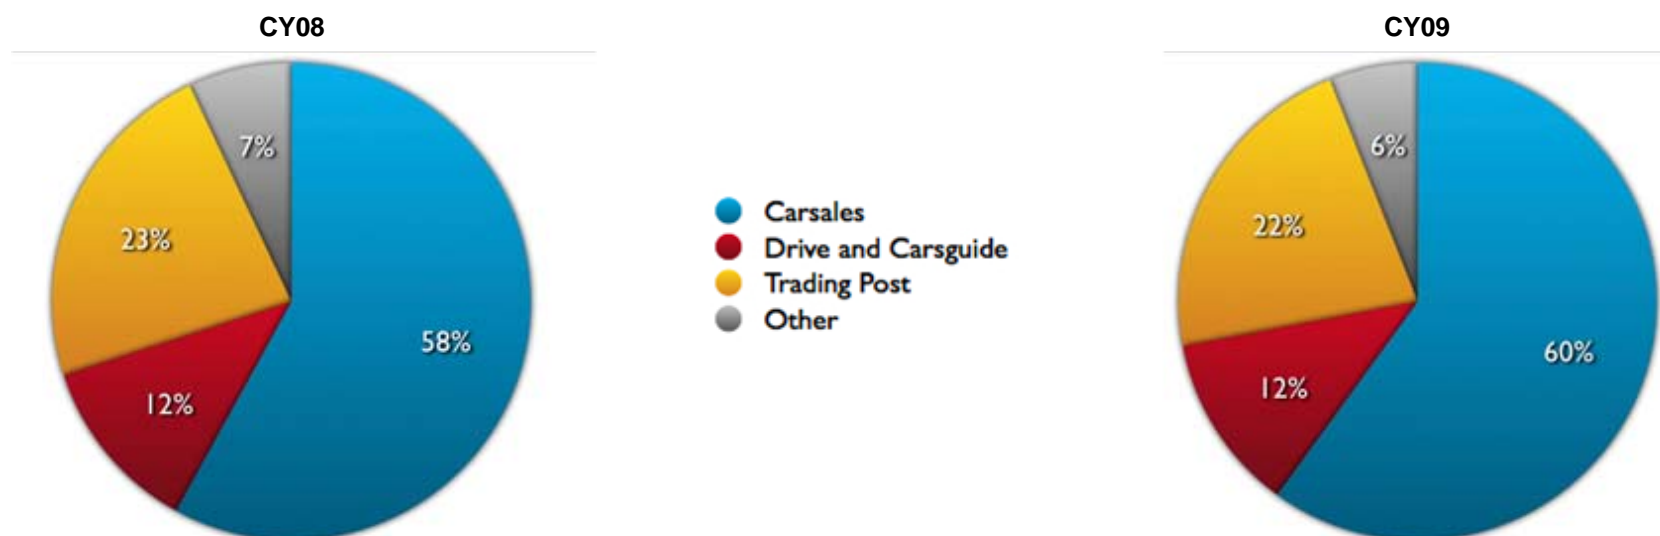 CY08
7%
23%
58%
12%
Carsales
Drive and Carsguide
Trading Post
Other
CY09
6%
22%
60%
12%